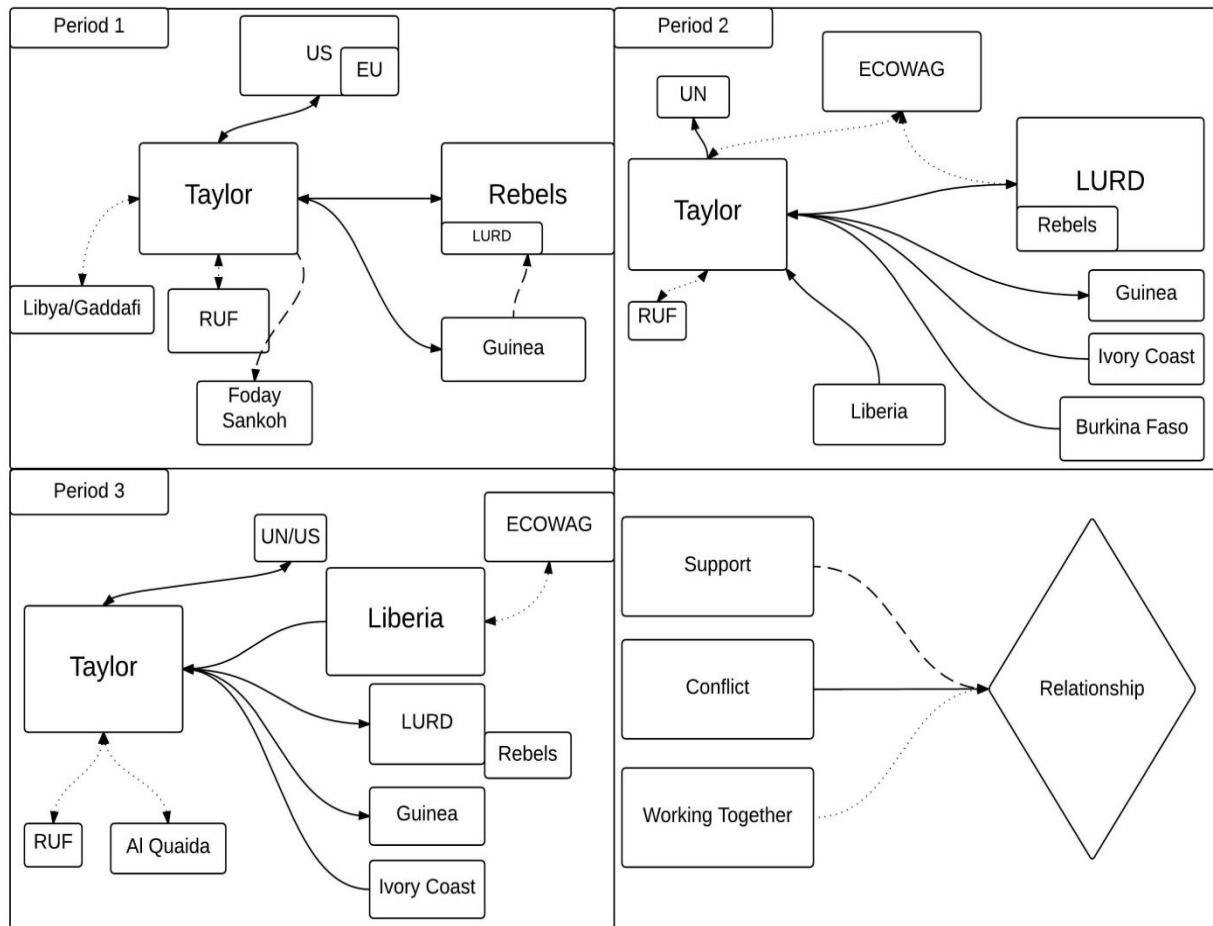 Period 1
US
EU
Taylor
Rebels
LURD
Libya/Gaddafi
RUF
Guinea
Foday
Sankoh
Period 2
ECOWAG
UN
LURD
Taylor
Rebels
Guinea
RUF
Ivory Coast
Liberia
Burkina Faso
Period 3
ECOWAG
UN/US
Liberia
Taylor
LURD
Rebels
Guinea
RUF
Al Quaida
Ivory Coast
Support
Conflict
Relationship
Working Together